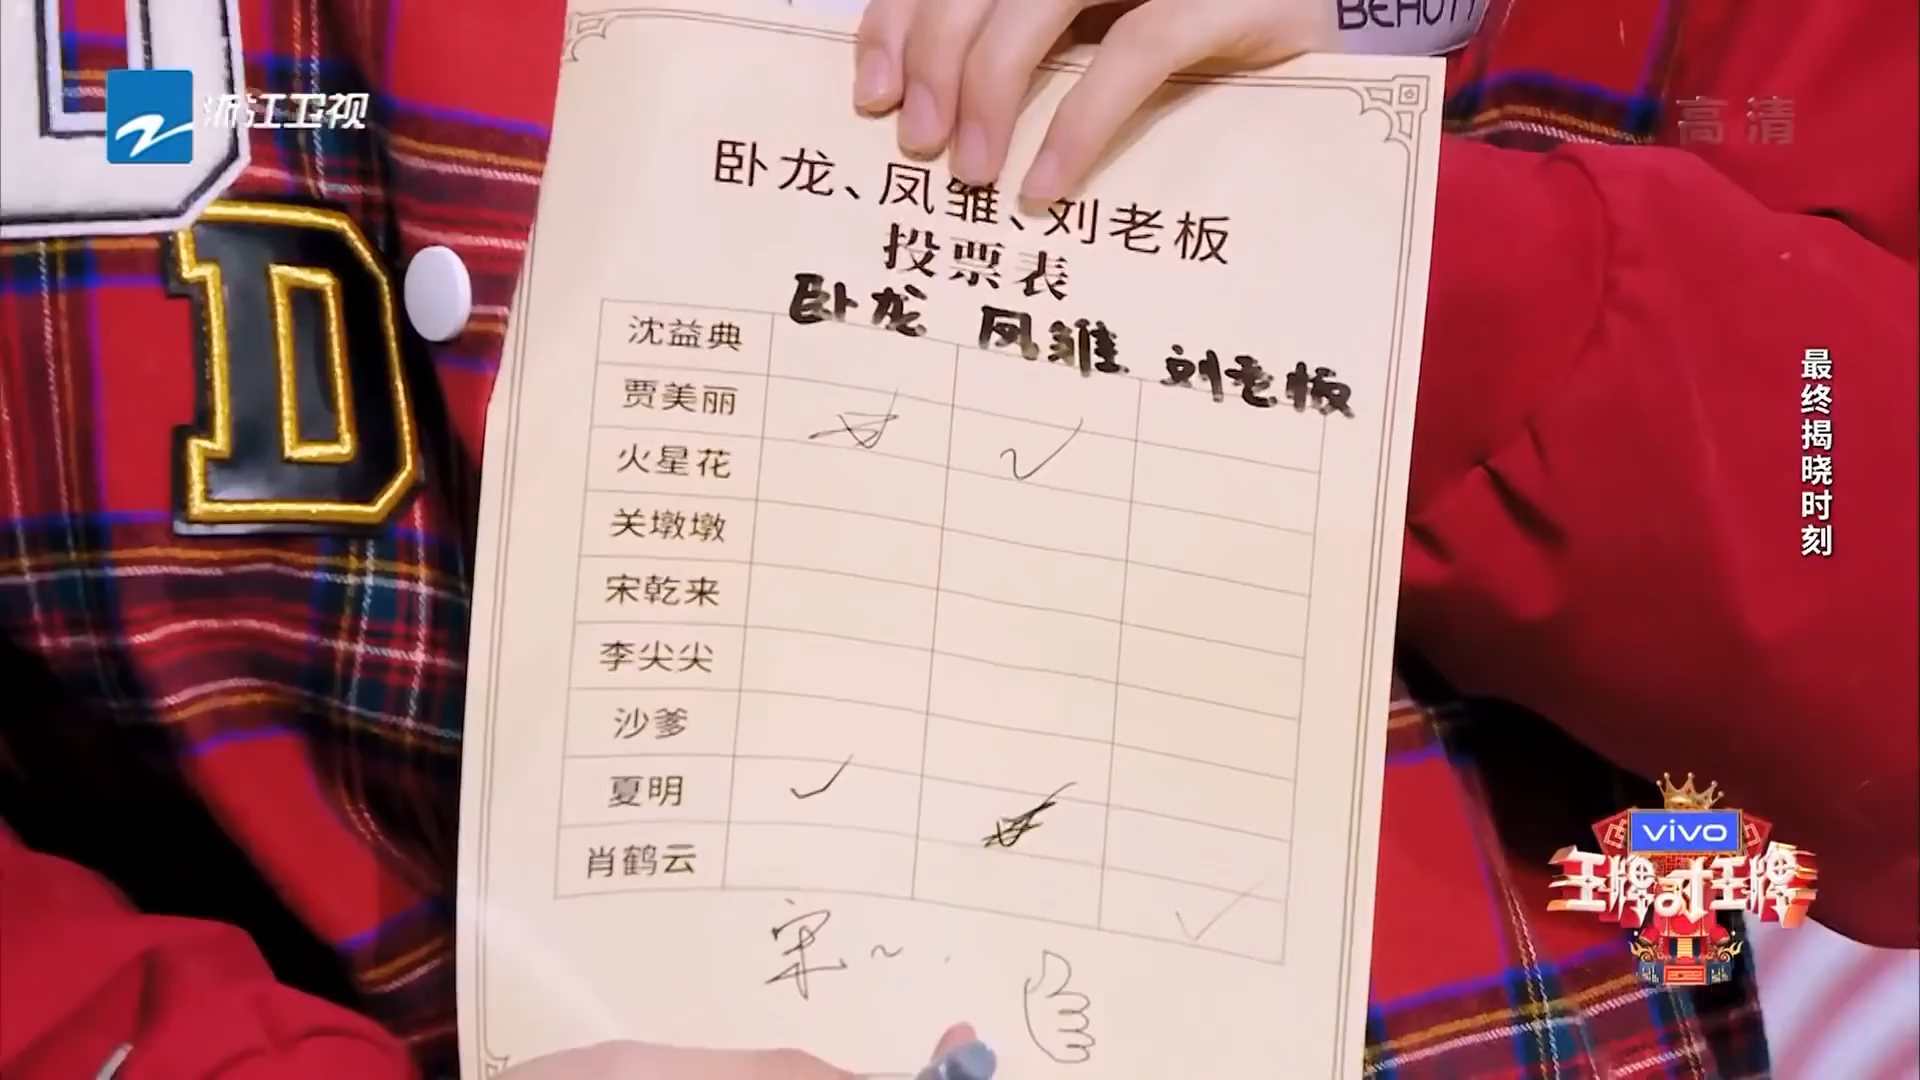 BEAUTY
浙江卫视
高清
卧龙、凤雏、刘老板
投票表
卧龙 凤雏 刘老板
沈益典
贾美丽
火星花
关墩墩
宋乾来
李尖尖
沙爹
夏明
肖鹤云
宋~.
D
最终揭晓时刻
vivo
王牌对王牌